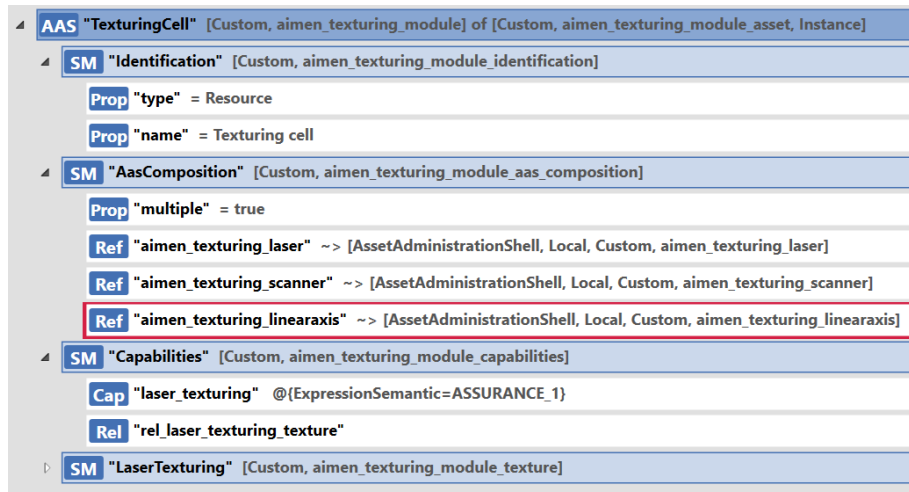 AAS "TexturingCell" [Custom, aimen_texturing_module] of [Custom, aimen_texturing_module_asset, Instance]
SM "Identification" [Custom, aimen_texturing_module_identification]
Prop "type" = Resource
Prop "name" = Texturing cell
SM "AasComposition" [Custom, aimen_texturing_module_aas_composition]
Prop "multiple" = true
Ref "aimen_texturing_laser" ~> [AssetAdministrationShell, Local, Custom, aimen_texturing_laser]
Ref "aimen_texturing_scanner" ~> [AssetAdministrationShell, Local, Custom, aimen_texturing_scanner]
Ref "aimen_texturing_linearaxis" ~> [AssetAdministrationShell, Local, Custom, aimen_texturing_linearaxis]
SM "Capabilities" [Custom, aimen_texturing_module_capabilities]
Cap "laser_texturing" @{ExpressionSemantic=ASSURANCE_1}
Rel "rel_laser_texturing_texture"
SM "LaserTexturing" [Custom, aimen_texturing_module_texture]